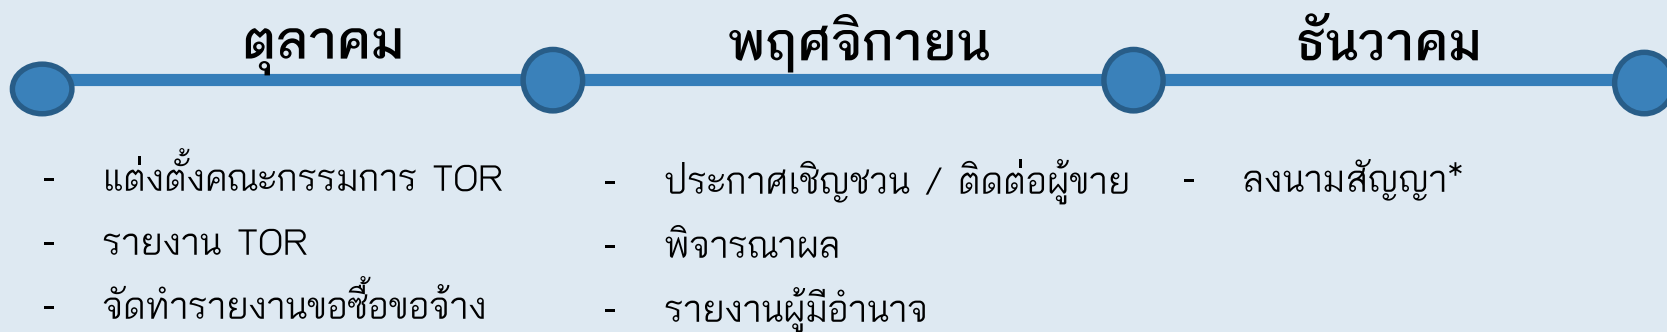 ตุลาคม
พฤศจิกายน
ธันวาคม
- แต่งตั้งคณะกรรมการ TOR
- รายงาน TOR
- จัดทำรายงานขอซื้อขอจ้าง
- ประกาศเชิญชวน / ติดต่อผู้ขาย
- พิจารณาผล
- รายงานผู้มีอำนาจ
- ลงนามสัญญา*